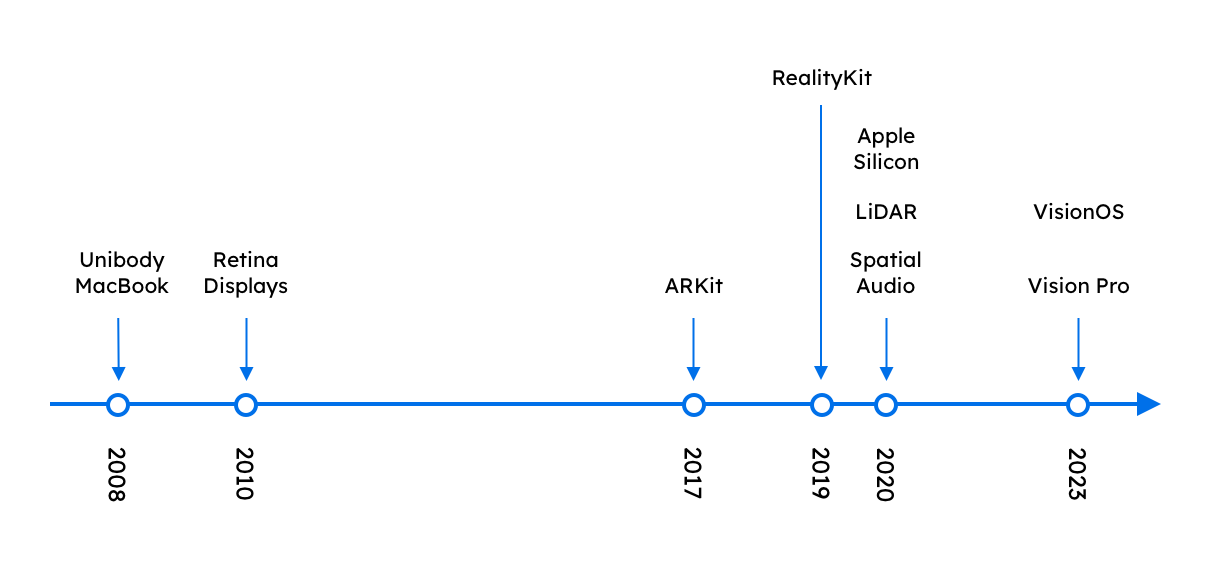 RealityKit
Apple
Silicon
LiDAR
VisionOS
Unibody
MacBook
Retina
Displays
ARKit
Spatial
Audio
Vision Pro
2008
2010
2017
2019
2020
2023